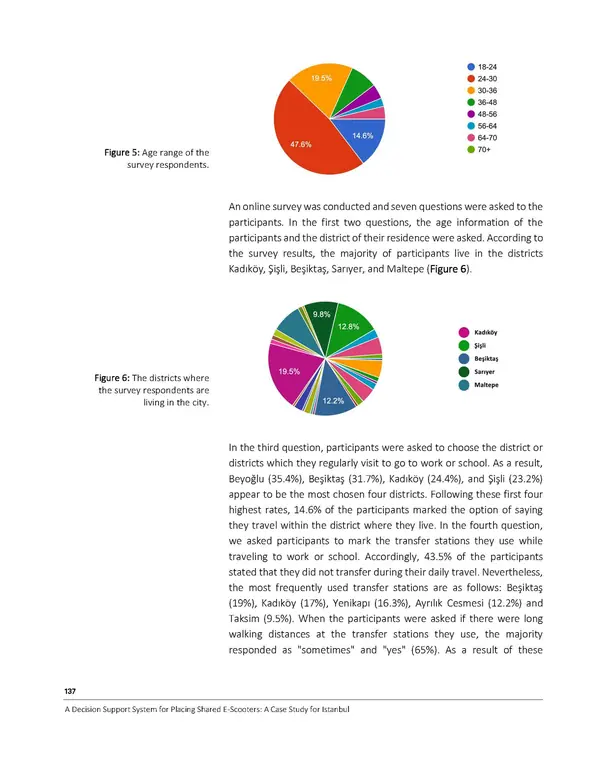 19.5%
47.6%
14.6%
18-24
24-30
30-36
36-48
48-56
56-64
64-70
70+
Figure 5: Age range of the
survey respondents.
An online survey was conducted and seven questions were asked to the
participants. In the first two questions, the age information of the
participants and the district of their residence were asked. According to
the survey results, the majority of participants live in the districts
Kadıköy, Şişli, Beşiktaş, Sarıyer, and Maltepe (Figure 6).
9.8%
12.8%
19.5%
12.2%
Kadıköy
Şişli
Beşiktaş
Sarıyer
Maltepe
Figure 6: The districts where
the survey respondents are
living in the city.
In the third question, participants were asked to choose the district or
districts which they regularly visit to go to work or school. As a result,
Beyoğlu (35.4%), Beşiktaş (31.7%), Kadıköy (24.4%), and Şişli (23.2%)
appear to be the most chosen four districts. Following these first four
highest rates, 14.6% of the participants marked the option of saying
they travel within the district where they live. In the fourth question,
we asked participants to mark the transfer stations they use while
traveling to work or school. Accordingly, 43.5% of the participants
stated that they did not transfer during their daily travel. Nevertheless,
the most frequently used transfer stations are as follows: Beşiktaş
(19%), Kadıköy (17%), Yenikapı (16.3%), Ayrılık Cesmesi (12.2%) and
Taksim (9.5%). When the participants were asked if there were long
walking distances at the transfer stations they use, the majority
responded as "sometimes" and "yes" (65%). As a result of these
137
A Decision Support System for Placing Shared E-Scooters: A Case Study for Istanbul